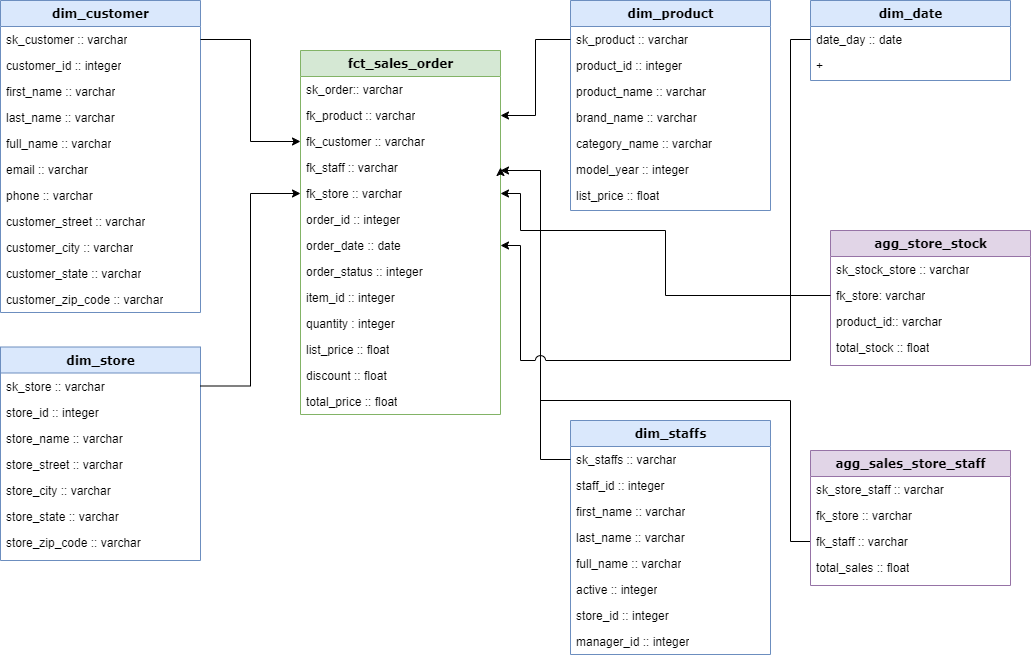 dim_customer
sk_customer :: varchar
customer_id :: integer
first_name :: varchar
last_name :: varchar
full_name :: varchar
email :: varchar
phone :: varchar
customer_street :: varchar
customer_city :: varchar
customer_state :: varchar
customer_zip_code :: varchar
dim_store
sk_store :: varchar
store_id :: integer
store_name :: varchar
store_street :: varchar
store_city :: varchar
store_state :: varchar
store_zip_code :: varchar
fct_sales_order
sk_order:: varchar
fk_product :: varchar
fk_customer :: varchar
fk_staff :: varchar
fk_store :: varchar
order_id :: integer
order_date :: date
order_status :: integer
item_id :: integer
quantity : integer
list_price :: float
discount :: float
total_price :: float
dim_product
sk_product :: varchar
product_id :: integer
product_name :: varchar
brand_name :: varchar
category_name :: varchar
model_year :: integer
list_price :: float
dim_staffs
sk_staffs :: varchar
staff_id :: integer
first_name :: varchar
last_name :: varchar
full_name :: varchar
active :: integer
store_id :: integer
manager_id :: integer
dim_date
date_day :: date
+
agg_store_stock
sk_stock_store :: varchar
fk_store: varchar
product_id:: varchar
total_stock :: float
agg_sales_store_staff
sk_store_staff :: varchar
fk_store :: varchar
fk_staff :: varchar
total_sales :: float